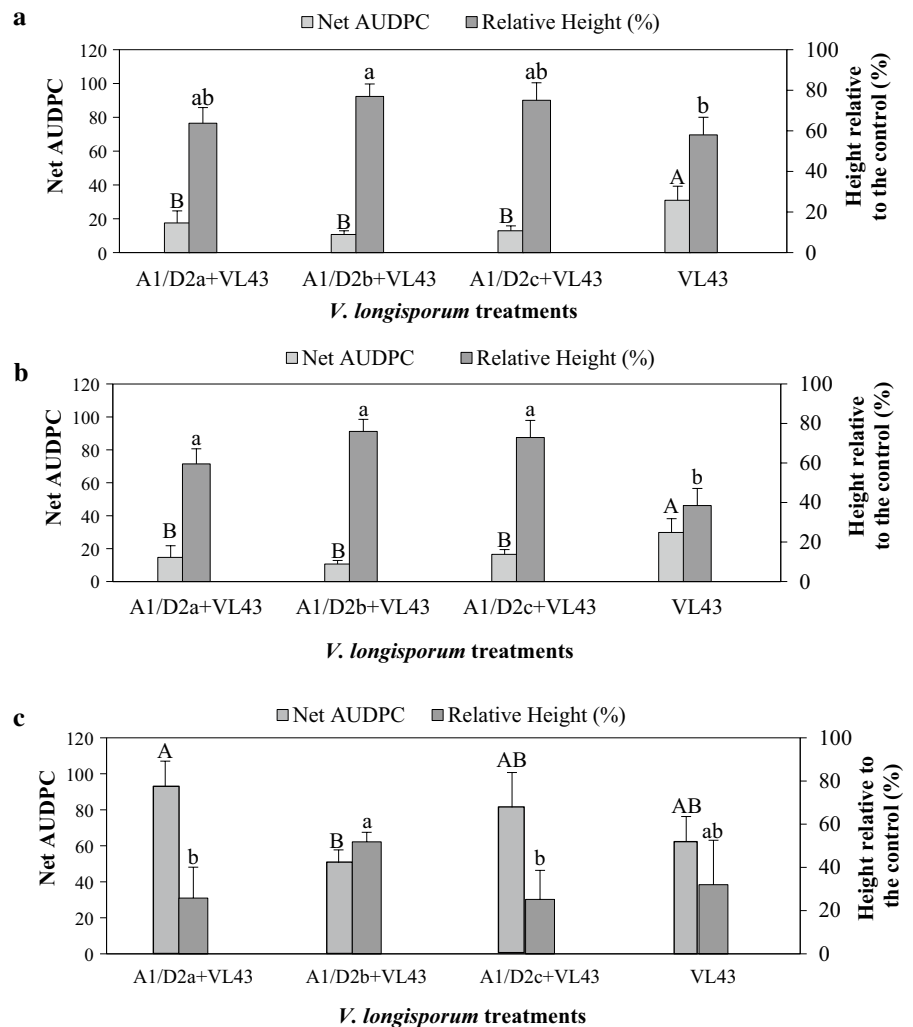 a
Net AUDPC Relative Height (%)
120 100
100
80 80
60 60
40 40
20 20
0 0
Net AUDPC
Height relative
to the control (%)
B ab B a B ab A b
A1/D2a+VL43 A1/D2b+VL43 A1/D2c+VL43 VL43
V. longisporum treatments
b
Net AUDPC Relative Height (%)
120 100
100
80 80
60 60
40 40
20 20
0 0
Net AUDPC
Height relative
to the control (%)
B a B a B a A b
A1/D2a+VL43 A1/D2b+VL43 A1/D2c+VL43 VL43
V. longisporum treatments
c
Net AUDPC Relative Height (%)
120 100
100
80 80
60 60
40 40
20 20
0 0
Net AUDPC
Height relative to
the control (%)
A b B a AB b AB ab
A1/D2a+VL43 A1/D2b+VL43 A1/D2c+VL43 VL43
V. longisporum treatments